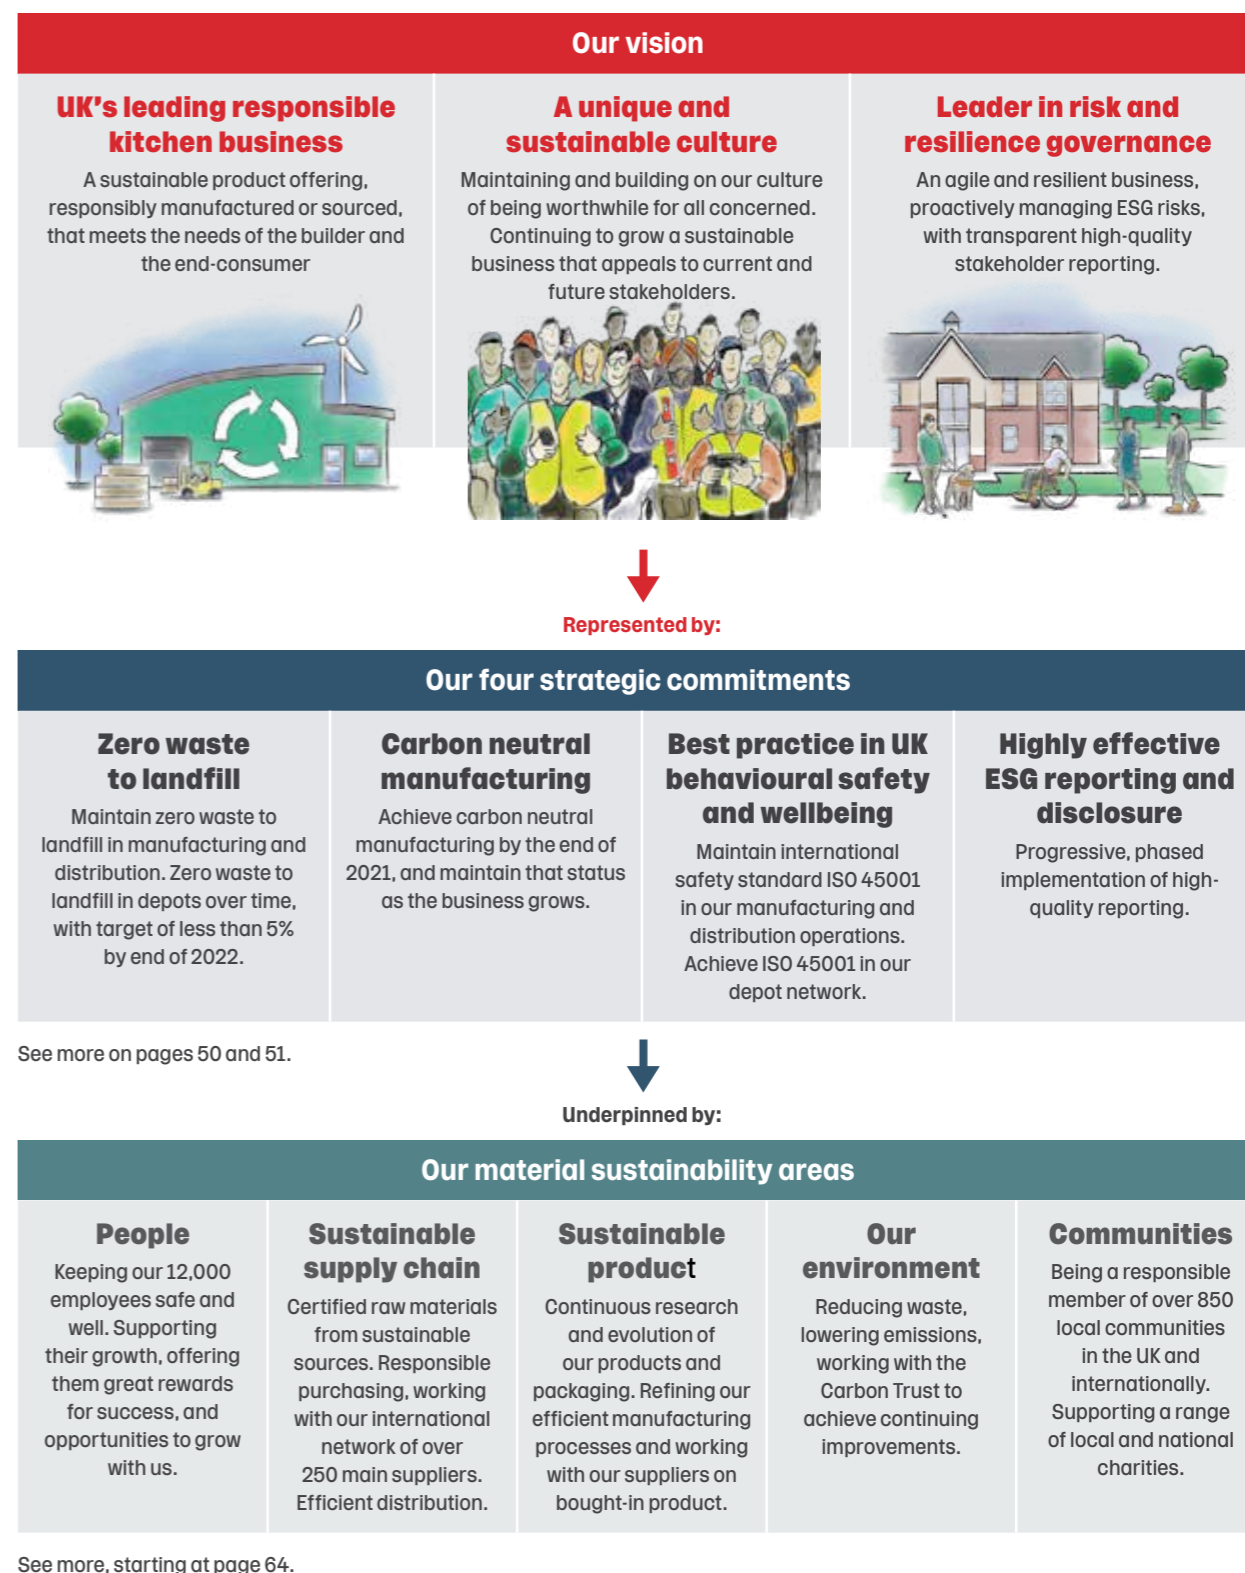 Our vision
UK's leading responsible
kitchen business
A sustainable product offering,
responsibly manufactured or sourced,
that meets the needs of the builder and
the end-consumer
A unique and
sustainable culture
Maintaining and building on our culture
of being worthwhile for all concerned.
Continuing to grow a sustainable
business that appeals to current and
future stakeholders.
Leader in risk and
resilience governance
An agile and resilient business,
proactively managing ESG risks,
with transparent high-quality
stakeholder reporting.
Represented by:
Our four strategic commitments
Zero waste
to landfill
Maintain zero waste to
landfill in manufacturing and
distribution. Zero waste to
landfill in depots over time,
with target of less than 5%
by end of 2022.
Carbon neutral
manufacturing
Achieve carbon neutral
manufacturing by the end of
2021, and maintain that status
as the business grows.
Best practice in UK
behavioural safety
and wellbeing
Maintain international
safety standard ISO 45001
in our manufacturing and
distribution operations.
Achieve ISO 45001 in our
depot network.
Highly effective
ESG reporting and
disclosure
Progressive, phased
implementation of high-
quality reporting.
See more on pages 50 and 51.
Underpinned by:
Our material sustainability areas
People
Keeping our 12,000
employees safe and
well. Supporting
their growth, offering
them great rewards
for success, and
opportunities to grow
with us.
Sustainable
supply chain
Certified raw materials
from sustainable
sources. Responsible
purchasing, working
with our international
network of over
250 main suppliers.
Efficient distribution.
Sustainable
product
Continuous research
and evolution of
our products and
packaging. Refining our
efficient manufacturing
processes and working
with our suppliers on
bought-in product.
Our
environment
Reducing waste,
lowering emissions,
working with the
Carbon Trust to
achieve continuing
improvements.
Communities
Being a responsible
member of over 850
local communities
in the UK and
internationally.
Supporting a range
of local and national
charities.
See more, starting at page 64.